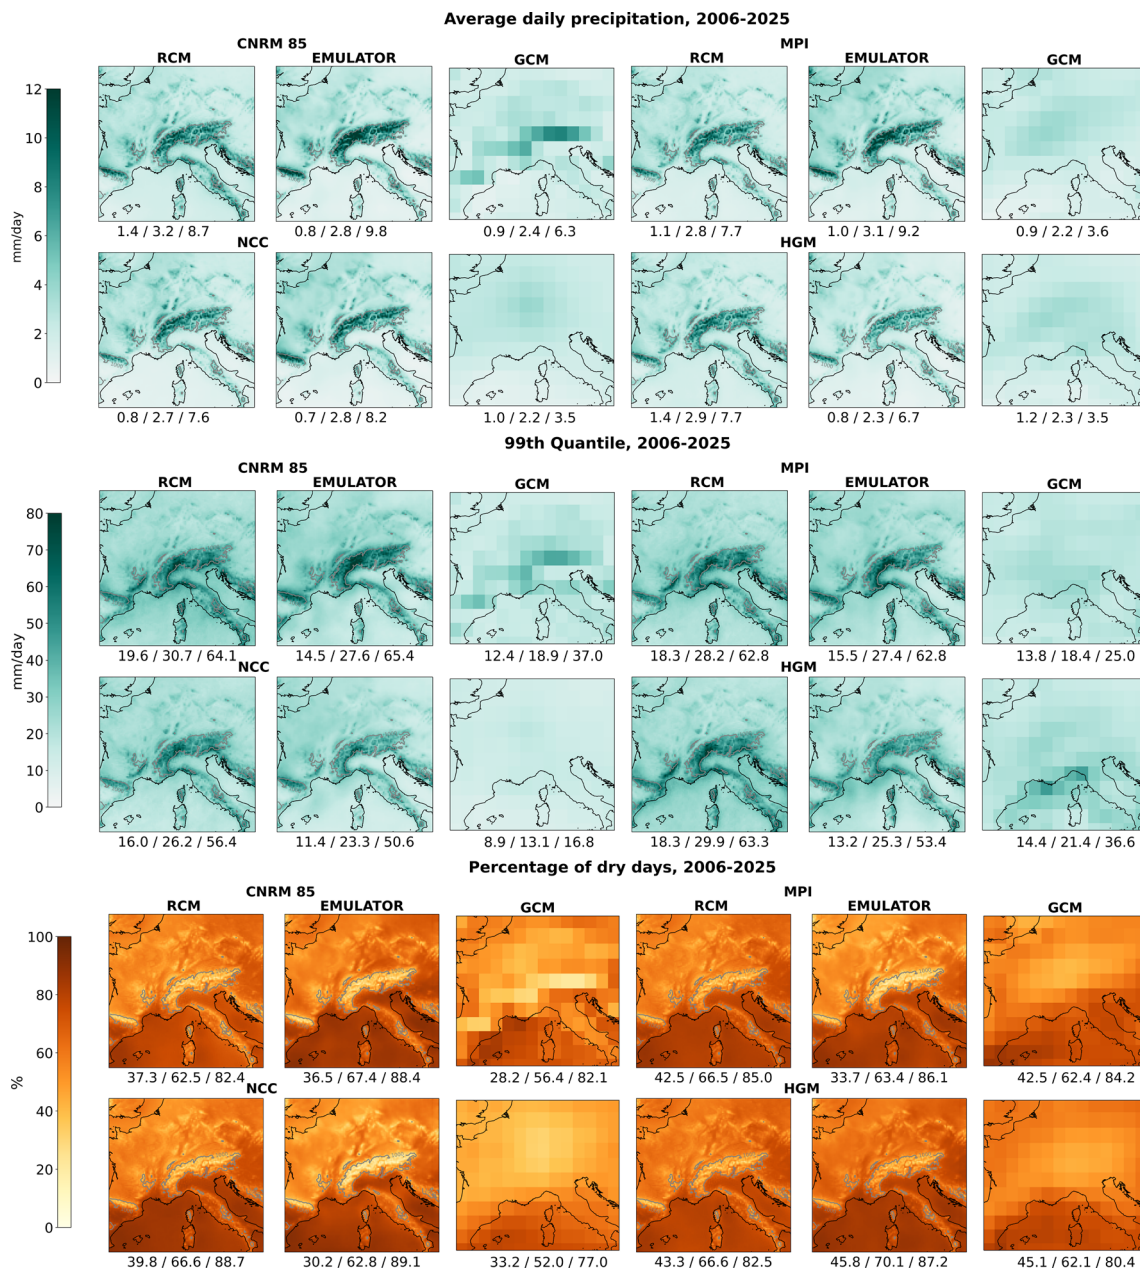 Average daily precipitation, 2006-2025
CNRM 85 MPI
RCM EMULATOR GCM RCM EMULATOR GCM
12
10
8
6
4
2
0
mm/day
1.4 / 3.2 / 8.7 0.8 / 2.8 / 9.8 0.9 / 2.4 / 6.3 1.1 / 2.8 / 7.7 1.0 / 3.1 / 9.2 0.9 / 2.2 / 3.6
NCC HGM
0.8 / 2.7 / 7.6 0.7 / 2.8 / 8.2 1.0 / 2.2 / 3.5 1.4 / 2.9 / 7.7 0.8 / 2.3 / 6.7 1.2 / 2.3 / 3.5
99th Quantile, 2006-2025
CNRM 85 MPI
RCM EMULATOR GCM RCM EMULATOR GCM
80
70
60
50
40
30
20
10
0
mm/day
19.6 / 30.7 / 64.1 14.5 / 27.6 / 65.4 12.4 / 18.9 / 37.0 18.3 / 28.2 / 62.8 15.5 / 27.4 / 62.8 13.8 / 18.4 / 25.0
NCC HGM
16.0 / 26.2 / 56.4 11.4 / 23.3 / 50.6 8.9 / 13.1 / 16.8 18.3 / 29.9 / 63.3 13.2 / 25.3 / 53.4 14.4 / 21.4 / 36.6
Percentage of dry days, 2006-2025
CNRM 85 MPI
RCM EMULATOR GCM RCM EMULATOR GCM
100
80
60
40
20
0
%
37.3 / 62.5 / 82.4 36.5 / 67.4 / 88.4 28.2 / 56.4 / 82.1 42.5 / 66.5 / 85.0 33.7 / 63.4 / 86.1 42.5 / 62.4 / 84.2
NCC HGM
39.8 / 66.6 / 88.7 30.2 / 62.8 / 89.1 33.2 / 52.0 / 77.0 43.3 / 66.6 / 82.5 45.8 / 70.1 / 87.2 45.1 / 62.1 / 80.4